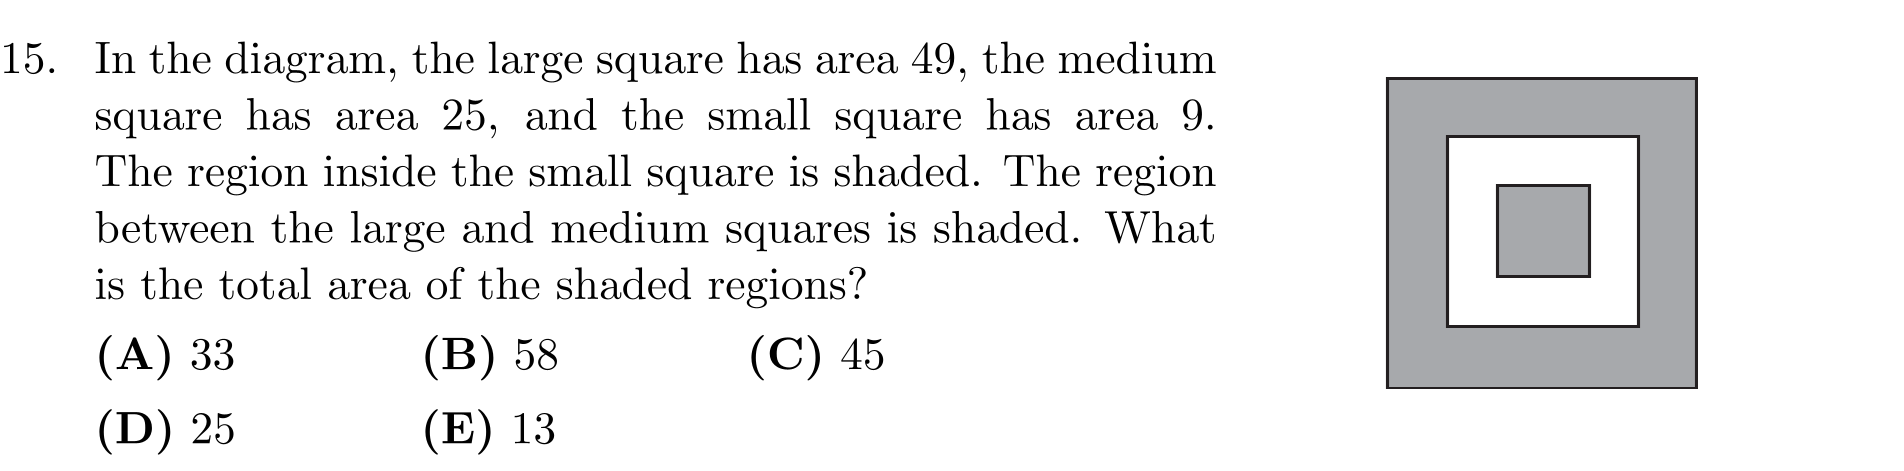 15. In the diagram, the large square has area 49, the medium
square has area 25, and the small square has area 9.
The region inside the small square is shaded. The region
between the large and medium squares is shaded. What
is the total area of the shaded regions?
(A) 33 (B) 58 (C) 45
(D) 25 (E) 13